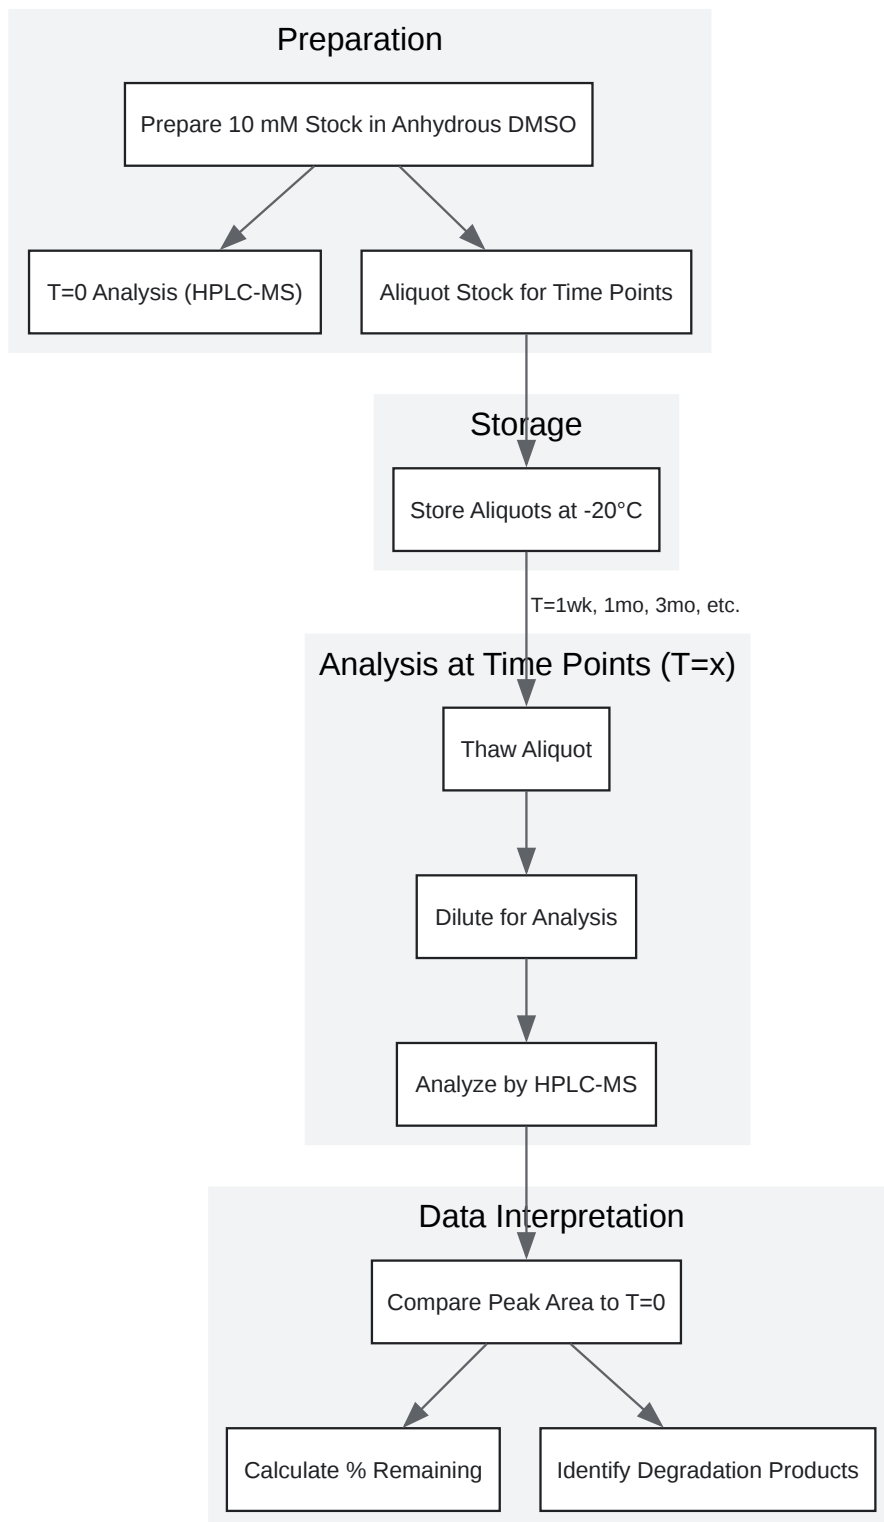 Preparation
Prepare 10 mM Stock in Anhydrous DMSO
T=0 Analysis (HPLC-MS)
Aliquot Stock for Time Points
Storage
Store Aliquots at -20°C
T=1wk, 1mo, 3mo, etc.
Analysis at Time Points (T=x)
Thaw Aliquot
Dilute for Analysis
Analyze by HPLC-MS
Data Interpretation
Compare Peak Area to T=0
Calculate % Remaining
Identify Degradation Products